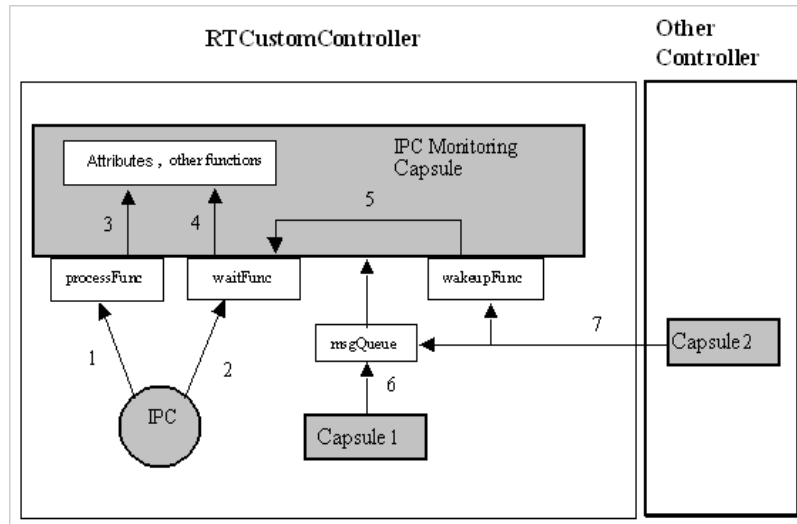 RTCustomController
Other
Controller
IPC Monitoring
Capsule
Attributes , other functions
3
4
5
processFunc
waitFunc
wakeupFunc
7
msgQueue
Capsule 2
1
2
6
IPC
Capsule 1